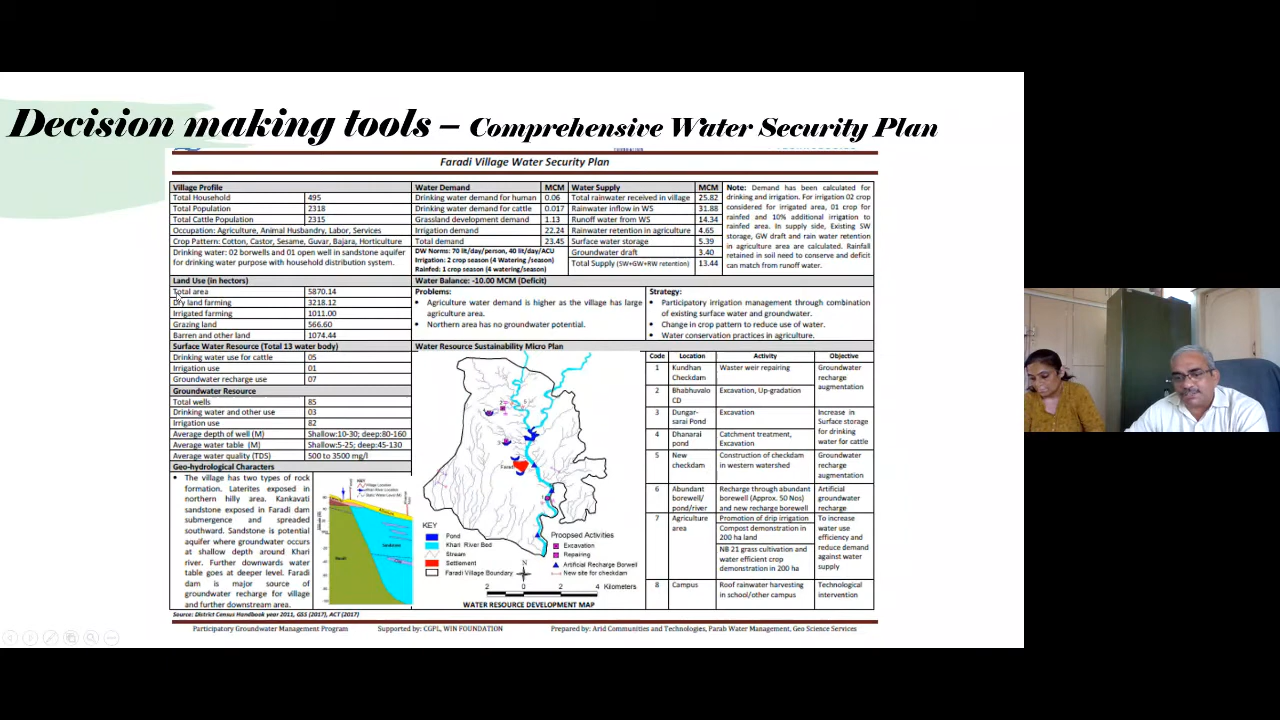 Decision making tools – Comprehensive Water Security Plan
Faradi Village Water Security Plan
Village Profile
Total Household 495
Total Population 2318
Total Cattle Population 2315
Occupation: Agriculture, Animal Husbandry, Labor, Services
Crop Pattern: Cotton, Castor, Sesame, Guvar, Bajara, Horticulture
Drinking water: 02 borwells and 01 open well in sandstone aquifer
for drinking water purpose with household distribution system.
Water Demand MCM
Drinking water demand for human 0.06
Drinking water demand for cattle 0.017
Grassland development demand 1.13
Irrigation demand 22.24
Total demand 23.45
DW Norms: 70 lit/day/person, 40 lit/day/ACU
Irrigation: 2 crop season (4 Watering /season)
Rainfed: 1 crop season (4 watering/season)
Water Supply MCM
Total rainwater received in village 25.82
Rainwater inflow in WS 31.88
Runoff water from WS 14.34
Rainwater retention in agriculture 4.65
Surface water storage 5.39
Groundwater draft 3.40
Total Supply (SW+GW+RW retention) 13.44
Note: Demand has been calculated for
drinking and irrigation. For irrigation 02 crop
considered for irrigated area, 01 crop for
rainfed and 10% additional irrigation to
rainfed area. In supply side, Existing SW
storage, GW draft and rain water retention
in agriculture area are calculated. Rainfall
retained in soil need to conserve and deficit
can match from runoff water.
Land Use (in hectors)
Total area 5870.14
Dry land farming 3218.12
Irrigated farming 1011.00
Grazing land 566.60
Barren and other land 1074.44
Water Balance: -10.00 MCM (Deficit)
Problems:
• Agriculture water demand is higher as the village has large
agriculture area.
• Northern area has no groundwater potential.
Strategy:
• Participatory irrigation management through combination
of existing surface water and groundwater.
• Change in crop pattern to reduce use of water.
• Water conservation practices in agriculture.
Surface Water Resource (Total 13 water body)
Drinking water use for cattle 05
Irrigation use 01
Groundwater recharge use 07
Groundwater Resource
Total wells 85
Drinking water and other use 03
Irrigation use 82
Average depth of well (M) Shallow:10-30; deep:80-160
Average water table (M) Shallow:5-25; deep:45-130
Average water quality (TDS) 500 to 3500 mg/l
Geo-hydrological Characters
• The village has two types of rock
formation. Laterites exposed in
northern hilly area. Kankavati
sandstone exposed in Faradi dam
submergence and spreaded
southward. Sandstone is potential
aquifer where groundwater occurs
at shallow depth around Khari
river. Further downwards water
table goes at deeper level. Faradi
dam is major source of
groundwater recharge for village
and further downstream area.
Water Resource Sustainability Micro Plan
KEY
Pond
Khari River Bed
Stream
Settlement
Faradi Village Boundary
Proopsed Activities
Excavation
Repairing
Artificial Recharge Borwell
New site for checkdam
N
2 0 2 4 Kilometers
WATER RESOURCE DEVELOPMENT MAP
Code Location Activity Objective
1 Kundhan Checkdam Waster weir repairing Groundwater recharge augmentation
2 Bhabhuvalo CD Excavation, Up-gradation
3 Dungar-sarai Pond Excavation Increase in Surface storage for drinking water for cattle
4 Dhanarai pond Catchment treatment, Excavation
5 New checkdam Construction of checkdam in western watershed Groundwater recharge augmentation
6 Abundant borewell/ pond/river Recharge through abundant borewell (Approx. 50 Nos) and new recharge borewell Artificial groundwater recharge
7 Agriculture area Promotion of drip irrigation To increase water use efficiency and reduce demand against water supply
Compost demonstration in 200 ha land
NB 21 grass cultivation and water efficient crop demonstration in 200 ha
8 Campus Roof rainwater harvesting in school/other campus Technological intervention
Source: District Census Handbook year 2011, GSS (2017), ACT (2017)
Participatory Groundwater Management Program Supported by: CGPL, WIN FOUNDATION Prepared by: Arid Communities and Technologies, Parab Water Management, Geo Science Services